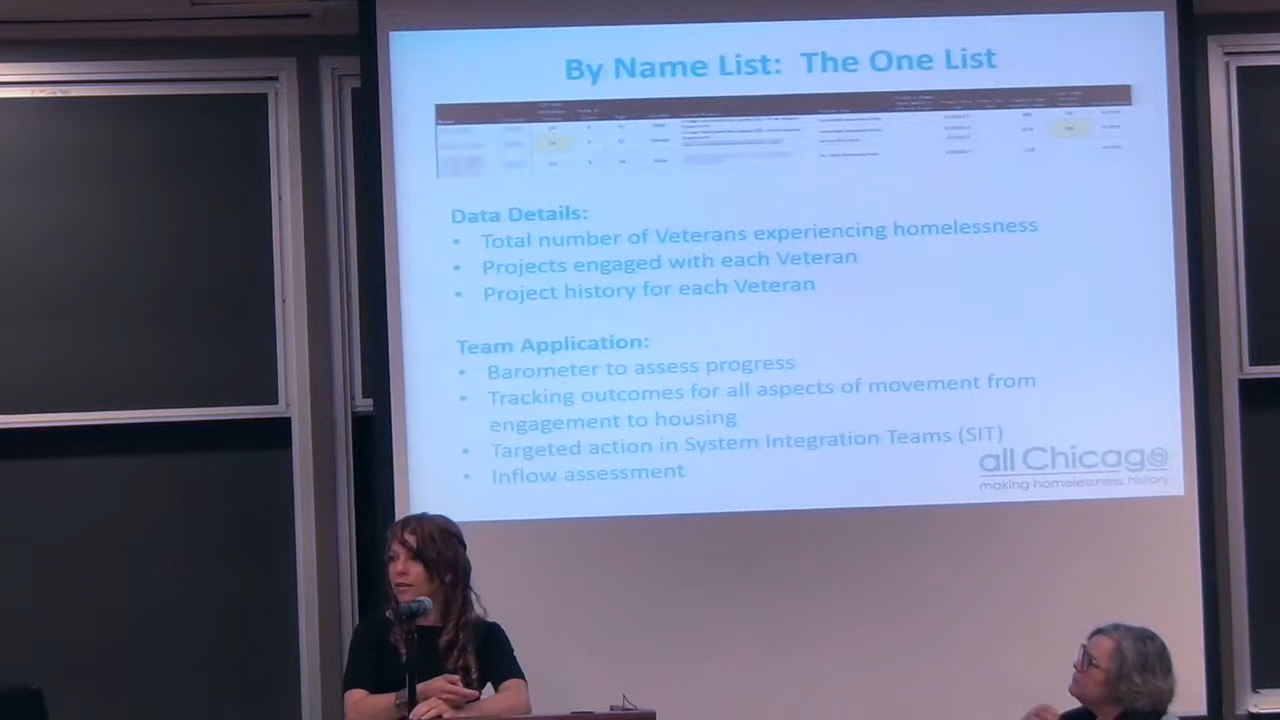 By Name List: The One List
Data Details:
• Total number of Veterans experiencing homelessness
• Projects engaged with each Veteran
• Project history for each Veteran
Team Application:
• Barometer to assess progress
• Tracking outcomes for all aspects of movement from
engagement to housing
• Targeted action in System Integration Teams (SIT)
• Inflow assessment
all Chicago
making homelessness history